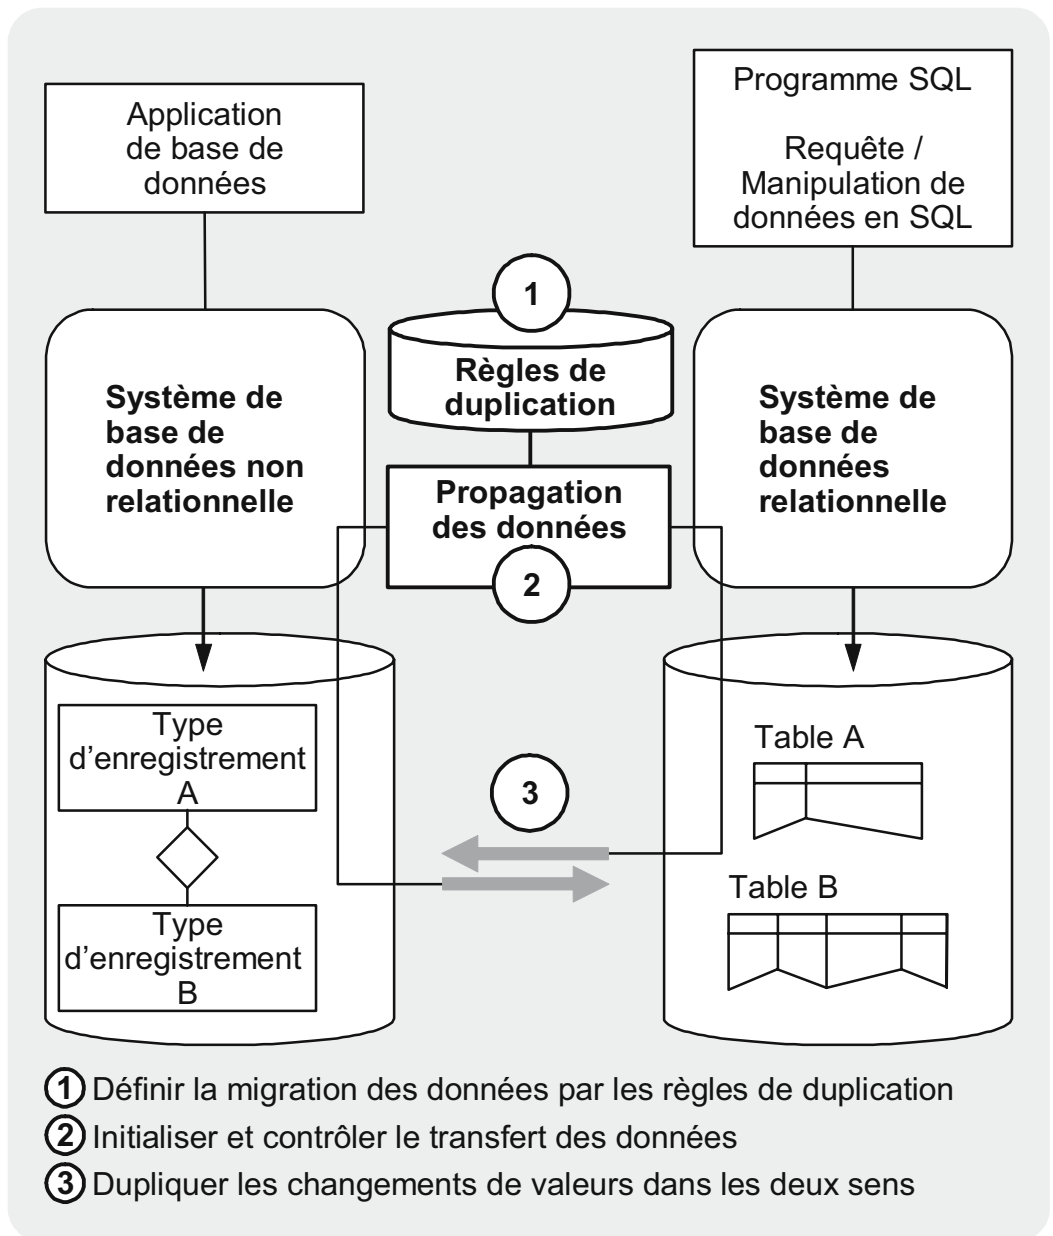 Application
de base de
données
Programme SQL
Requête /
Manipulation de
données en SQL
1
Règles de
duplication
Système de
base de
données non
relationnelle
Propagation
des données
2
Système de
base de
données
relationnelle
Type
d’enregistrement
A
Type
d’enregistrement
B
3
Table A
Table B
1 Définir la migration des données par les règles de duplication
2 Initialiser et contrôler le transfert des données
3 Dupliquer les changements de valeurs dans les deux sens